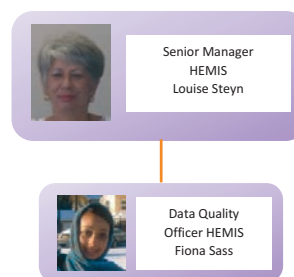 Senior Manager
HEMIS
Louise Steyn
Data Quality
Officer HEMIS
Fiona Sass